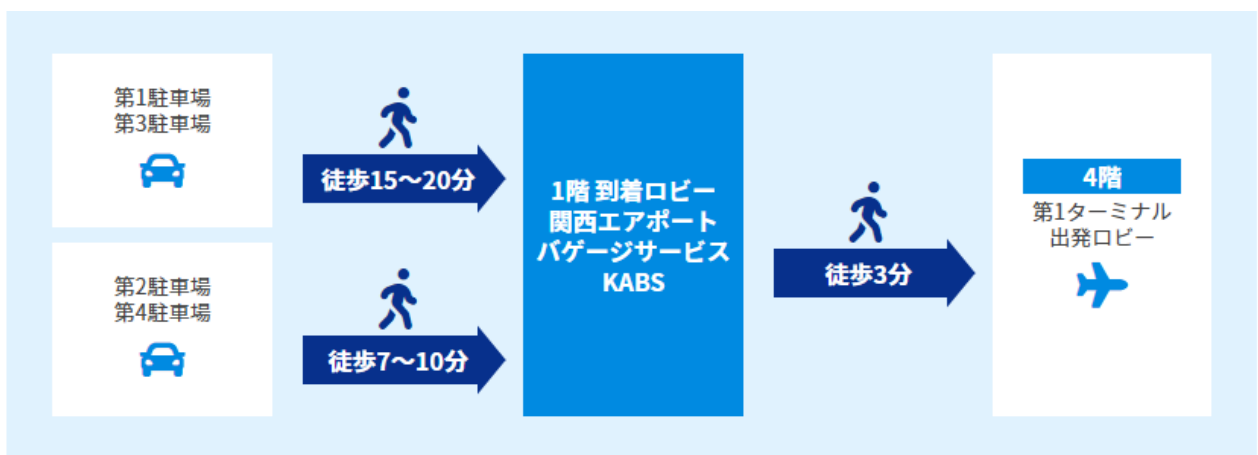 第1駐車場
第3駐車場
徒歩15～20分
第2駐車場
第4駐車場
徒歩7～10分
1階 到着ロビー
関西エアポート
バゲージサービス
KABS
徒歩3分
4階
第1ターミナル
出発ロビー